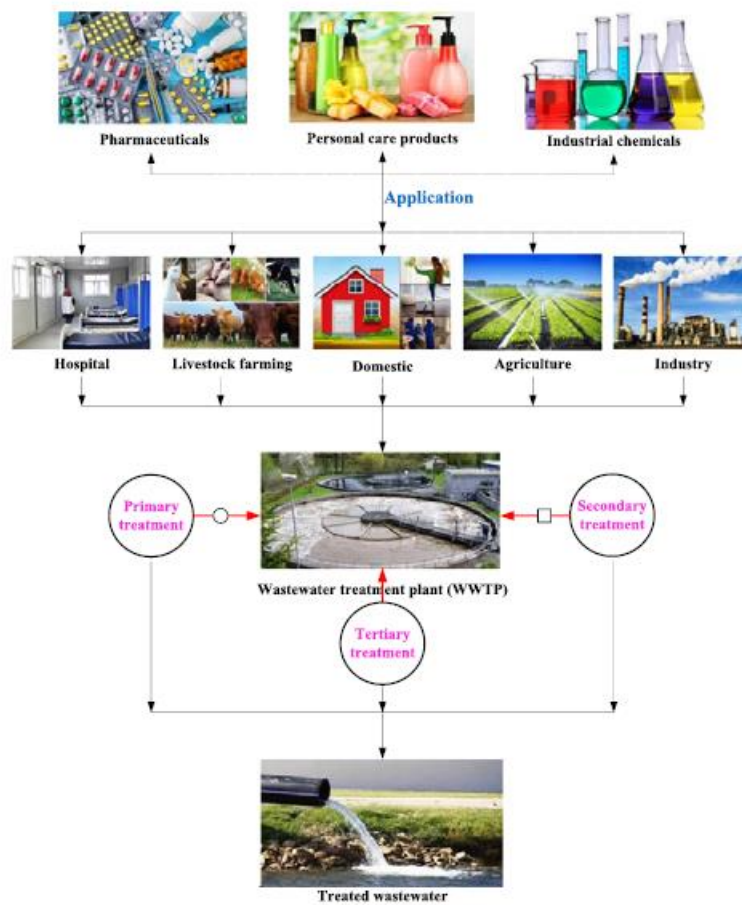 Pharmaceuticals
Personal care products
Industrial chemicals
Application
Hospital
Livestock farming
Domestic
Agriculture
Industry
Primary
treatment
Secondary
treatment
Wastewater treatment plant (WWTP)
Tertiary
treatment
Treated wastewater